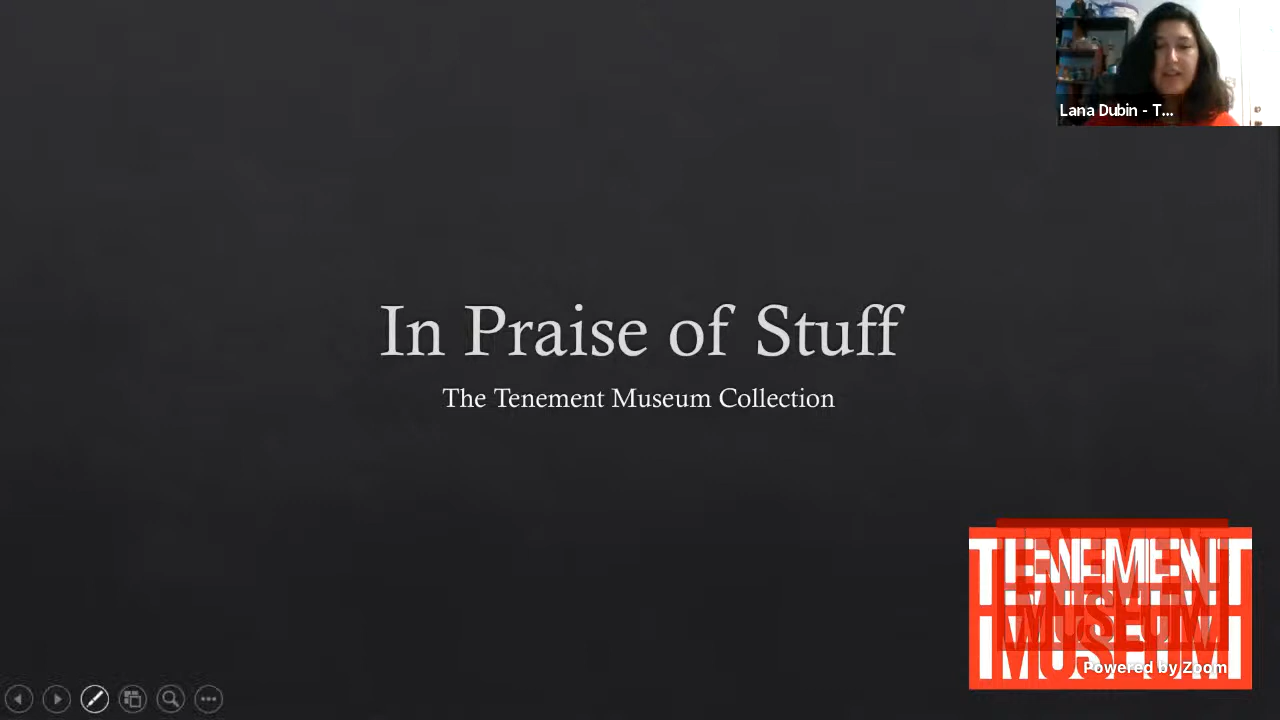 Lana Dubin - T...
In Praise of Stuff
The Tenement Museum Collection
TENEMENT
MUSEUM
Powered by Zoom